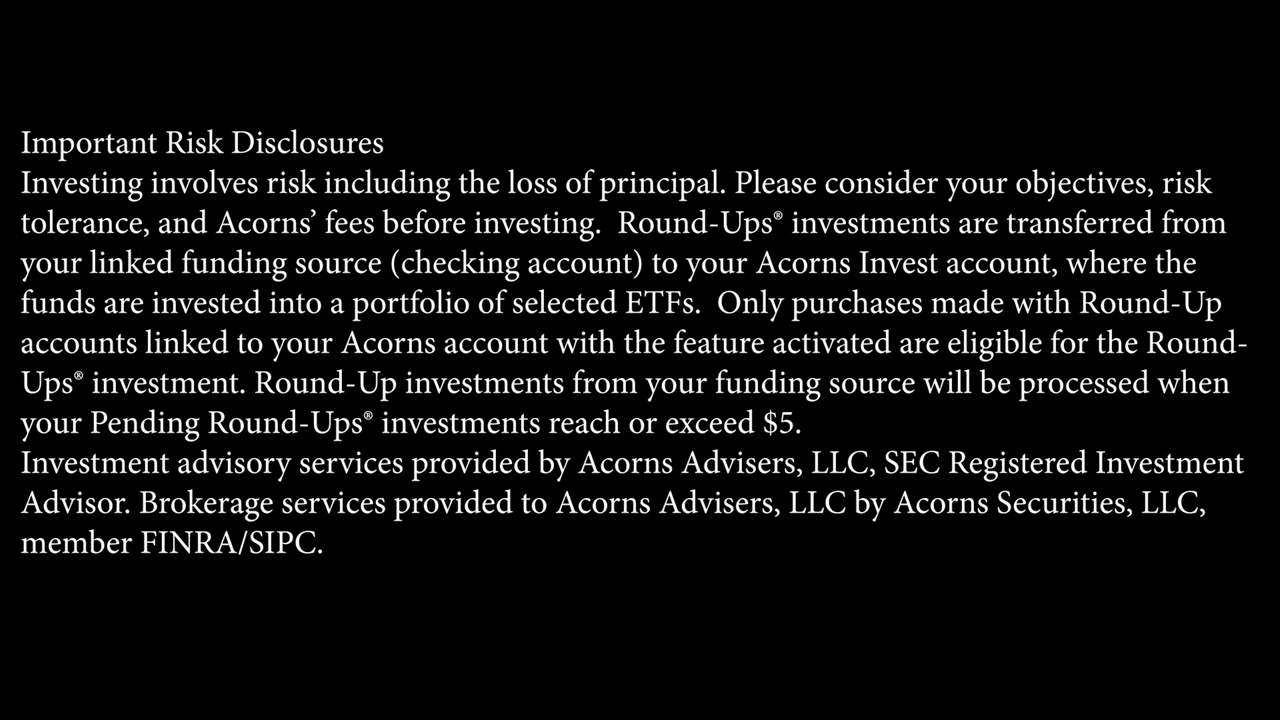 Important Risk Disclosures
Investing involves risk including the loss of principal. Please consider your objectives, risk
tolerance, and Acorns’ fees before investing.  Round-Ups® investments are transferred from
your linked funding source (checking account) to your Acorns Invest account, where the
funds are invested into a portfolio of selected ETFs.  Only purchases made with Round-Up
accounts linked to your Acorns account with the feature activated are eligible for the Round-
Ups® investment. Round-Up investments from your funding source will be processed when
your Pending Round-Ups® investments reach or exceed $5.
Investment advisory services provided by Acorns Advisers, LLC, SEC Registered Investment
Advisor. Brokerage services provided to Acorns Advisers, LLC by Acorns Securities, LLC,
member FINRA/SIPC.